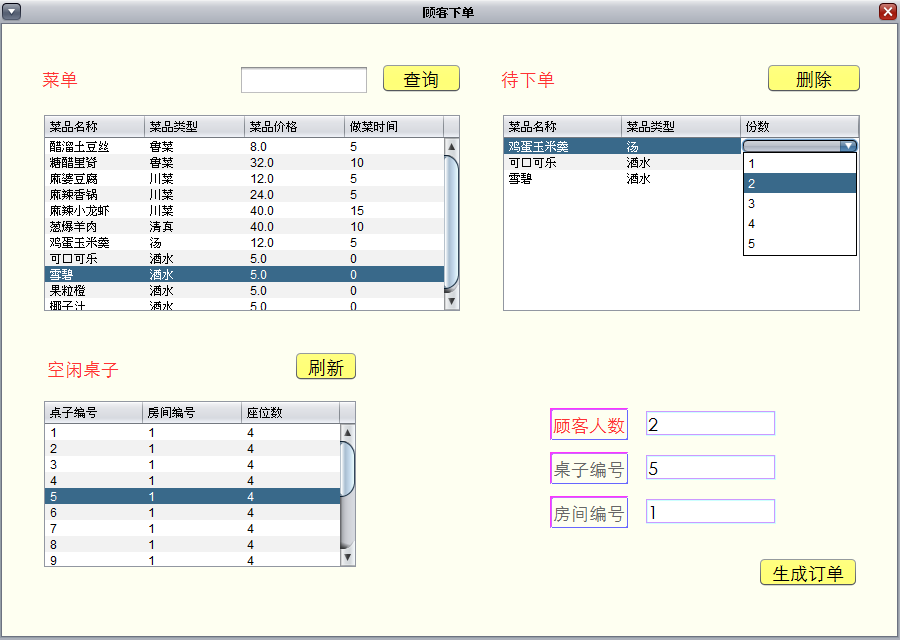 顾客下单
菜单 查询 待下单 删除
菜品名称 菜品类型 菜品价格 做菜时间
醋溜土豆丝 鲁菜 8.0 5
糖醋里脊 鲁菜 32.0 10
麻婆豆腐 川菜 12.0 5
麻辣香锅 川菜 24.0 5
麻辣小龙虾 川菜 40.0 15
葱爆羊肉 清真 40.0 10
鸡蛋玉米羹 汤 12.0 5
可口可乐 酒水 5.0 0
雪碧 酒水 5.0 0
果粒橙 酒水 5.0 0
椰子汁 酒水 5.0 0
菜品名称 菜品类型 份数
鸡蛋玉米羹 汤
可口可乐 酒水
雪碧 酒水
1
2
3
4
5
空闲桌子 刷新
桌子编号 房间编号 座位数
1 1 4
2 1 4
3 1 4
4 1 4
5 1 4
6 1 4
7 1 4
8 1 4
9 1 4
顾客人数 2
桌子编号 5
房间编号 1
生成订单